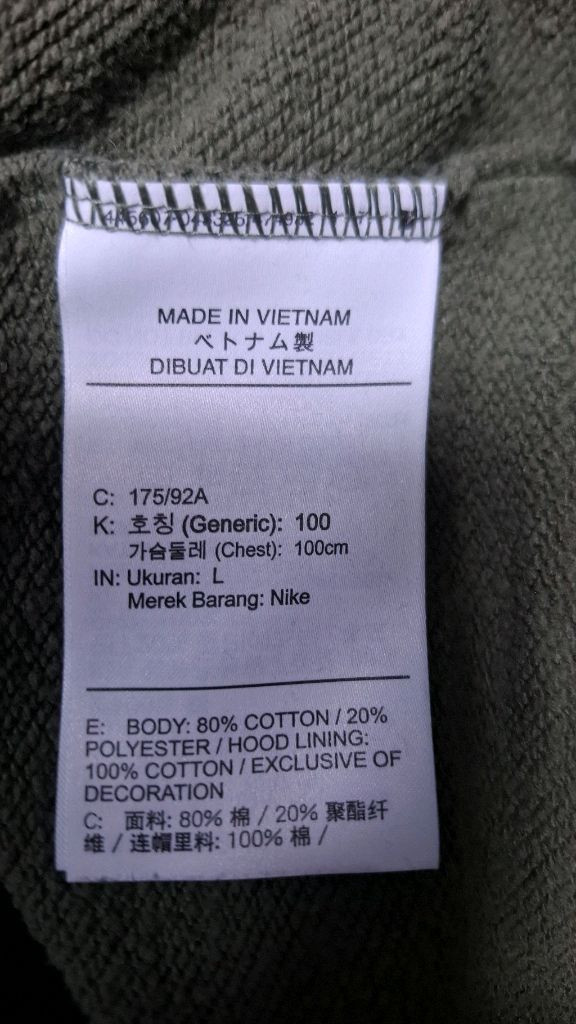 MADE IN VIETNAM
ベトナム製
DIBUAT DI VIETNAM
C: 175/92A
K: 호칭 (Generic): 100
가슴둘레 (Chest): 100cm
IN: Ukuran: L
Merek Barang: Nike
E: BODY: 80% COTTON / 20%
POLYESTER / HOOD LINING:
100% COTTON / EXCLUSIVE OF
DECORATION
C: 面料: 80% 棉 / 20% 聚酯纤
维 / 连帽里料: 100% 棉 /